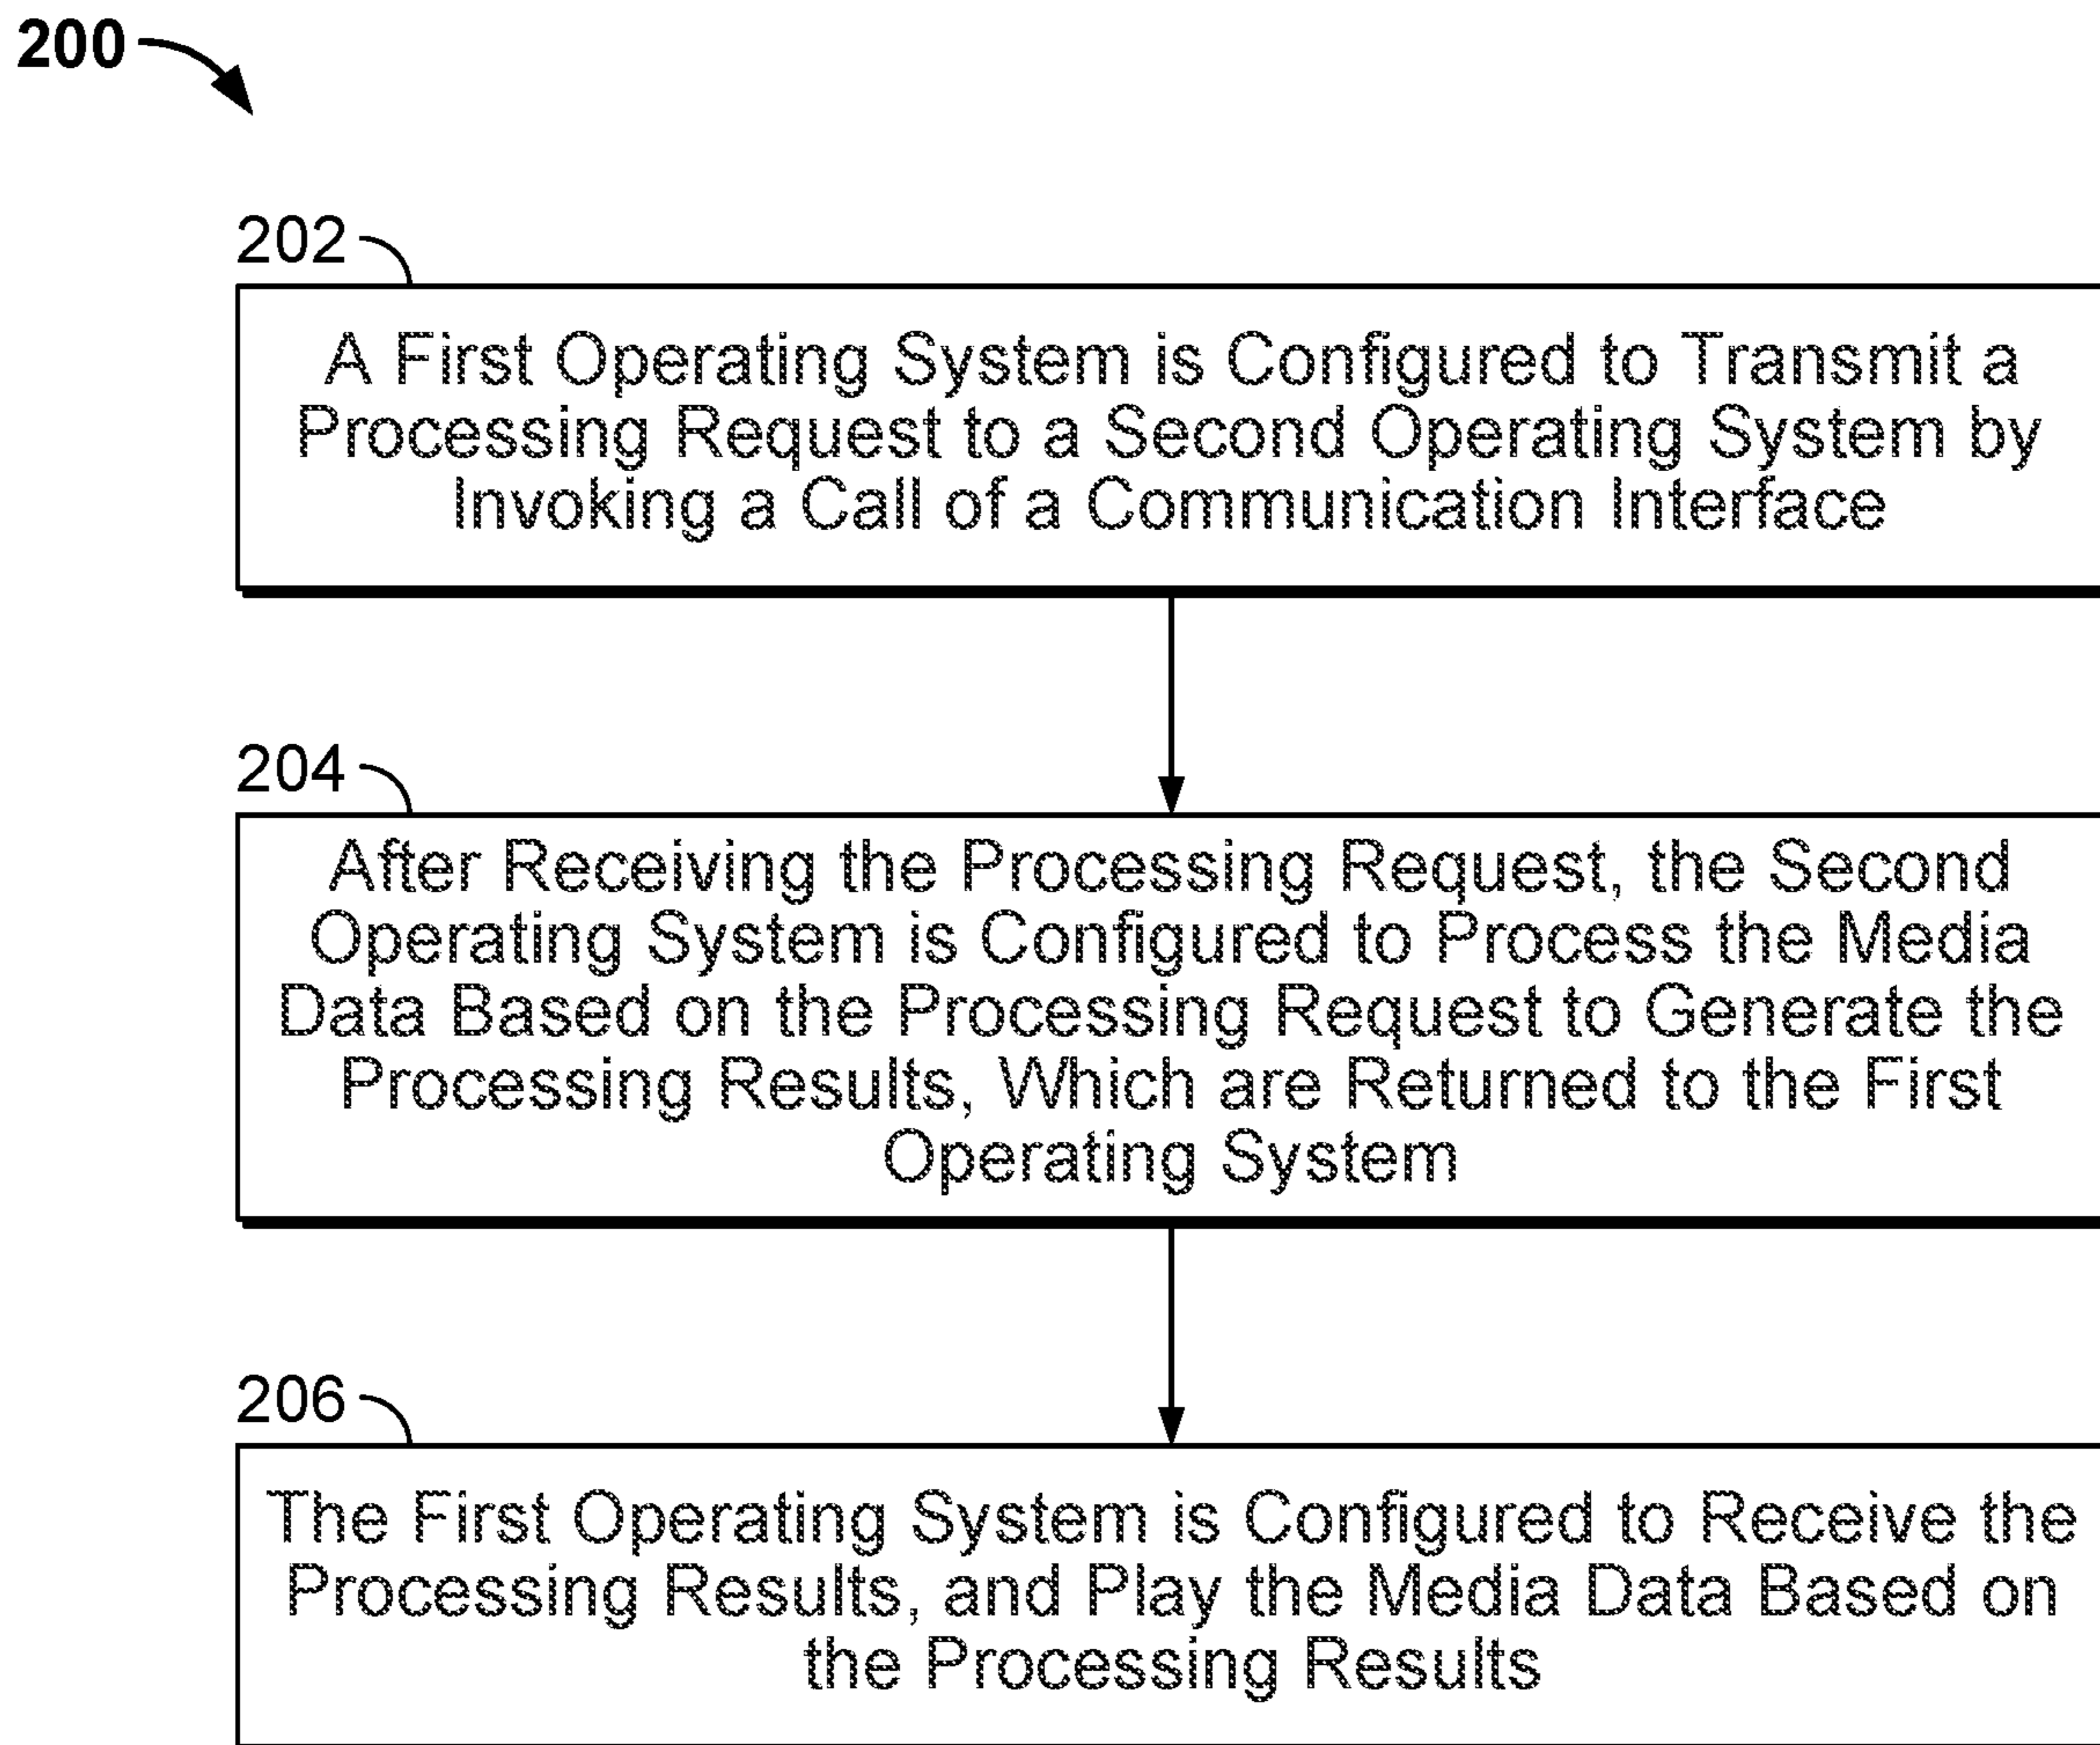 200
202
A First Operating System is Configured to Transmit a
Processing Request to a Second Operating System by
Invoking a Call of a Communication Interface
204
After Receiving the Processing Request, the Second
Operating System is Configured to Process the Media
Data Based on the Processing Request to Generate the
Processing Results, Which are Returned to the First
Operating System
206
The First Operating System is Configured to Receive the
Processing Results, and Play the Media Data Based on
the Processing Results